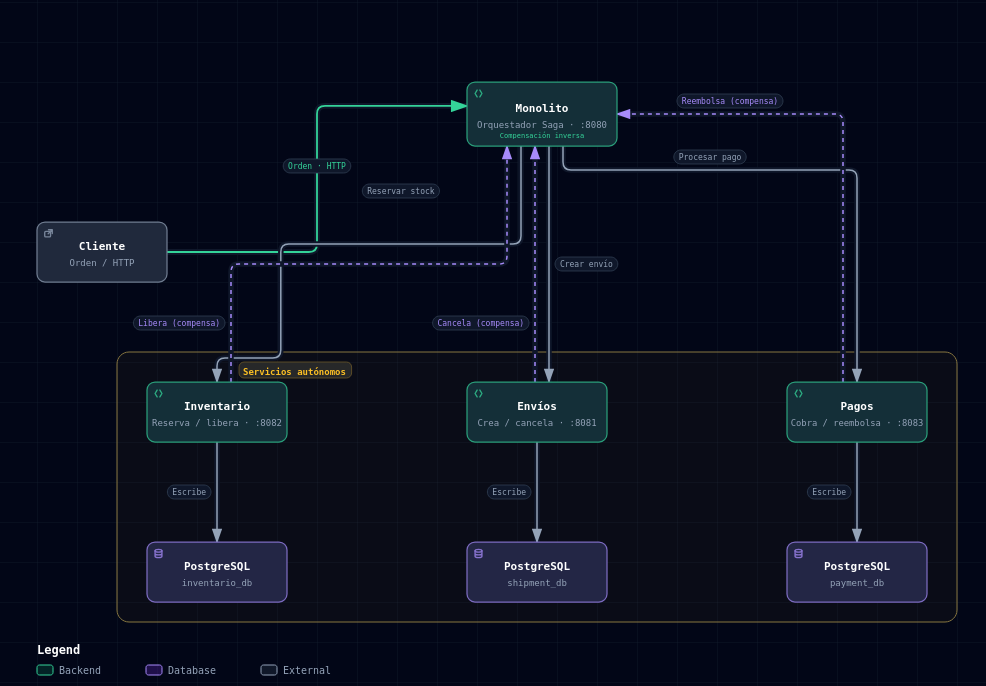 Monolito
Orquestador Saga · :8080
Compensación inversa
Reembolsa (compensa)
Procesar pago
Orden · HTTP
Reservar stock
Cliente
Orden / HTTP
Crear envío
Libera (compensa)
Cancela (compensa)
Servicios autónomos
Inventario
Reserva / libera · :8082
Envíos
Crea / cancela · :8081
Pagos
Cobra / reembolsa · :8083
Escribe
Escribe
Escribe
PostgreSQL
inventario_db
PostgreSQL
shipment_db
PostgreSQL
payment_db
Legend
Backend
Database
External